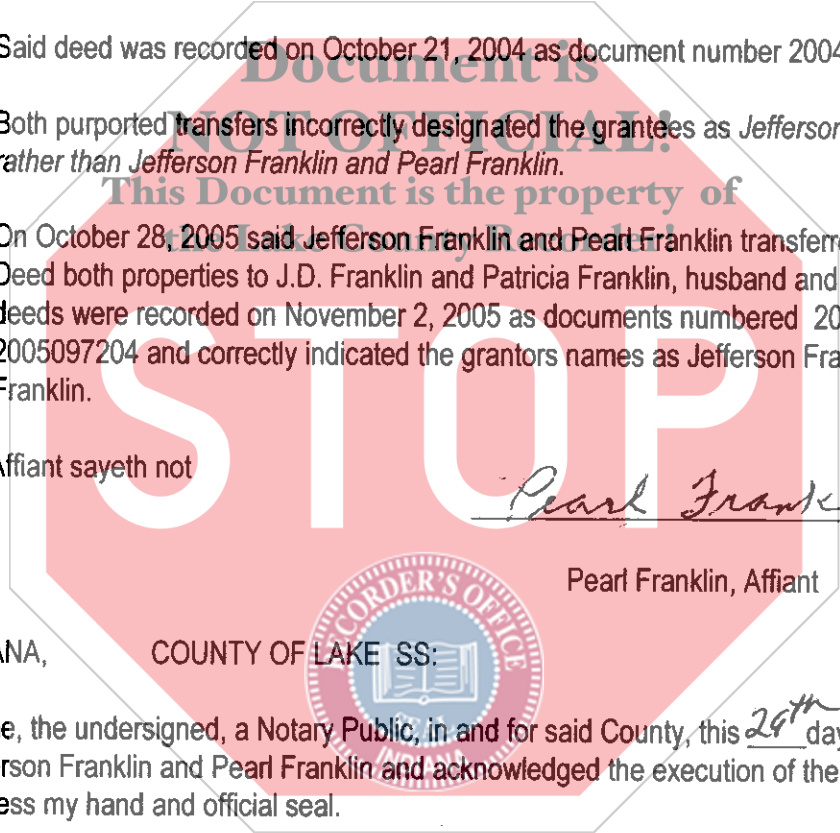 Said deed was recorded on October 21, 2004 as document number 2004
Document is
Both purported transfers incorrectly designated the grantees as Jefferson
NOT OFFICIAL!
rather than Jefferson Franklin and Pearl Franklin.
This Document is the property of
On October 28, 2005 said Jefferson Franklin and Pearl Franklin transferre
the Lake County Recorder!
Deed both properties to J.D. Franklin and Patricia Franklin, husband and
deeds were recorded on November 2, 2005 as documents numbered 20
2005097204 and correctly indicated the grantors names as Jefferson Fra
Franklin.
STOP
Affiant sayeth not
Pearl Frank
Pearl Franklin, Affiant
RECORDER'S OFFICE
ANA, COUNTY OF LAKE SS:
e, the undersigned, a Notary Public, in and for said County, this 29th day
INDIANA
rson Franklin and Pearl Franklin and acknowledged the execution of the
ess my hand and official seal.